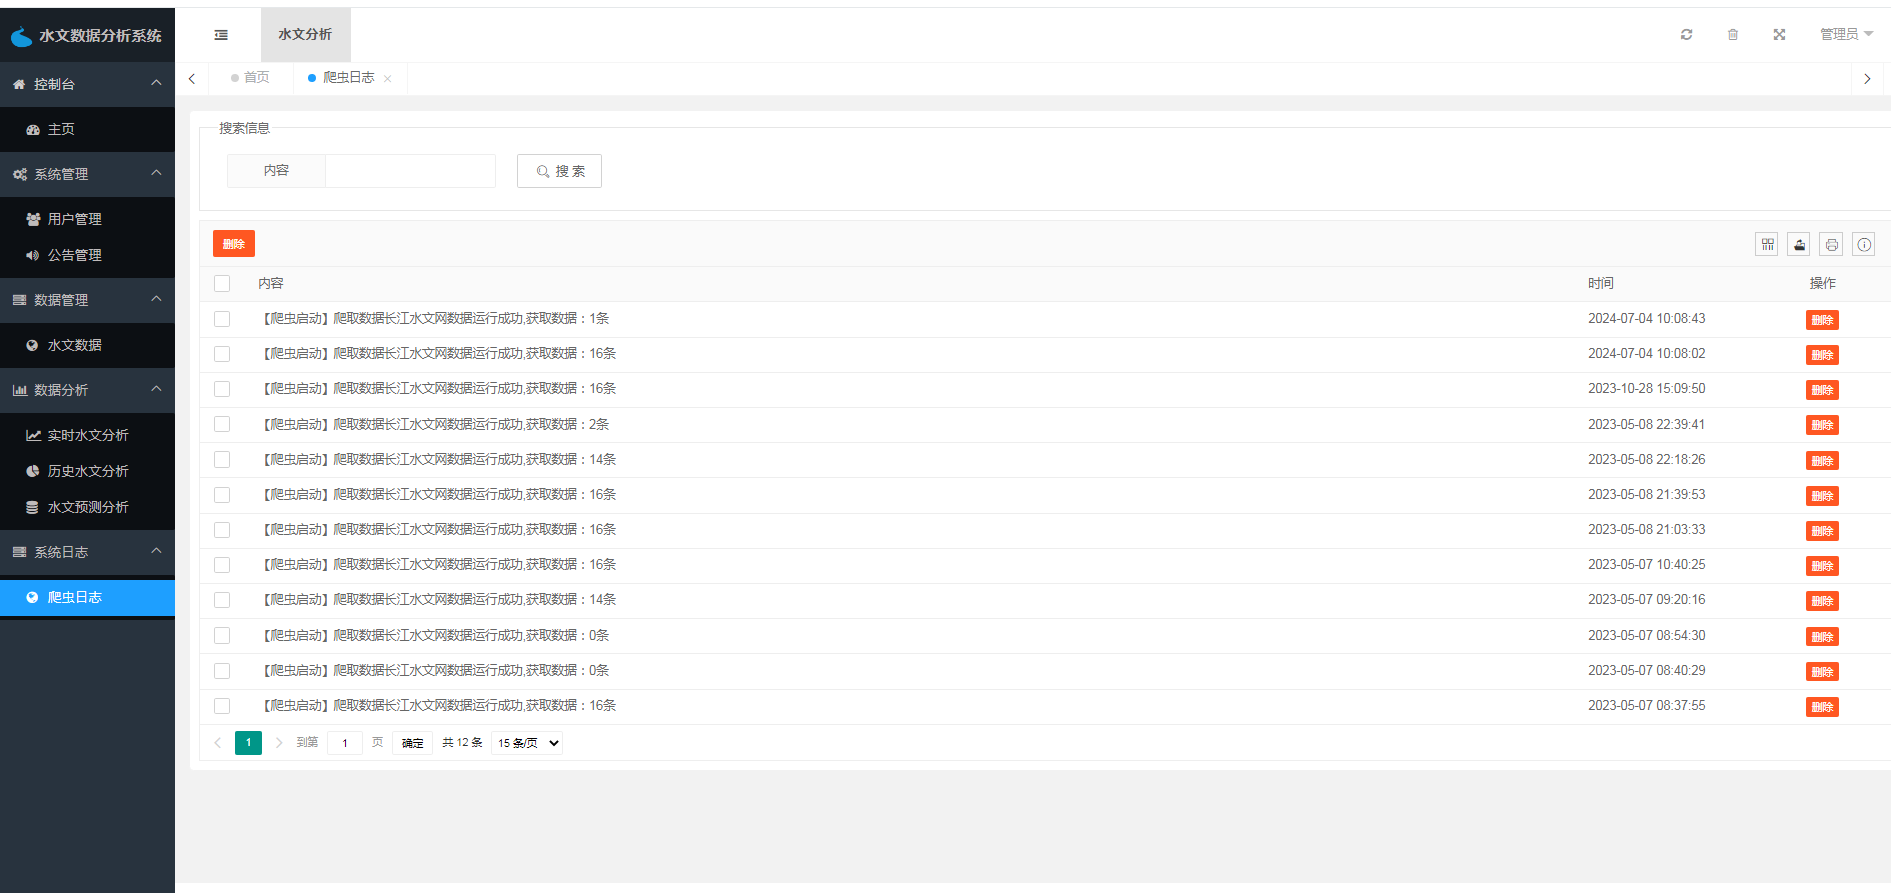 水文数据分析系统
水文分析
管理员
控制台
主页
系统管理
用户管理
公告管理
数据管理
水文数据
数据分析
实时水文分析
历史水文分析
水文预测分析
系统日志
爬虫日志
首页
爬虫日志
搜索信息
内容
搜 索
删除
内容 时间 操作
【爬虫启动】爬取数据长江水文网数据运行成功,获取数据：1条 2024-07-04 10:08:43 删除
【爬虫启动】爬取数据长江水文网数据运行成功,获取数据：16条 2024-07-04 10:08:02 删除
【爬虫启动】爬取数据长江水文网数据运行成功,获取数据：16条 2023-10-28 15:09:50 删除
【爬虫启动】爬取数据长江水文网数据运行成功,获取数据：2条 2023-05-08 22:39:41 删除
【爬虫启动】爬取数据长江水文网数据运行成功,获取数据：14条 2023-05-08 22:18:26 删除
【爬虫启动】爬取数据长江水文网数据运行成功,获取数据：16条 2023-05-08 21:39:53 删除
【爬虫启动】爬取数据长江水文网数据运行成功,获取数据：16条 2023-05-08 21:03:33 删除
【爬虫启动】爬取数据长江水文网数据运行成功,获取数据：16条 2023-05-07 10:40:25 删除
【爬虫启动】爬取数据长江水文网数据运行成功,获取数据：14条 2023-05-07 09:20:16 删除
【爬虫启动】爬取数据长江水文网数据运行成功,获取数据：0条 2023-05-07 08:54:30 删除
【爬虫启动】爬取数据长江水文网数据运行成功,获取数据：0条 2023-05-07 08:40:29 删除
【爬虫启动】爬取数据长江水文网数据运行成功,获取数据：16条 2023-05-07 08:37:55 删除
1 到第 1 页 确定 共 12 条 15 条/页